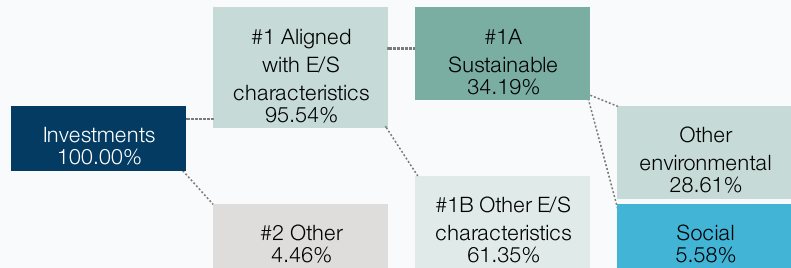 Investments
100.00%
#1 Aligned
with E/S
characteristics
95.54%
#2 Other
4.46%
#1A
Sustainable
34.19%
#1B Other E/S
characteristics
61.35%
Other
environmental
28.61%
Social
5.58%